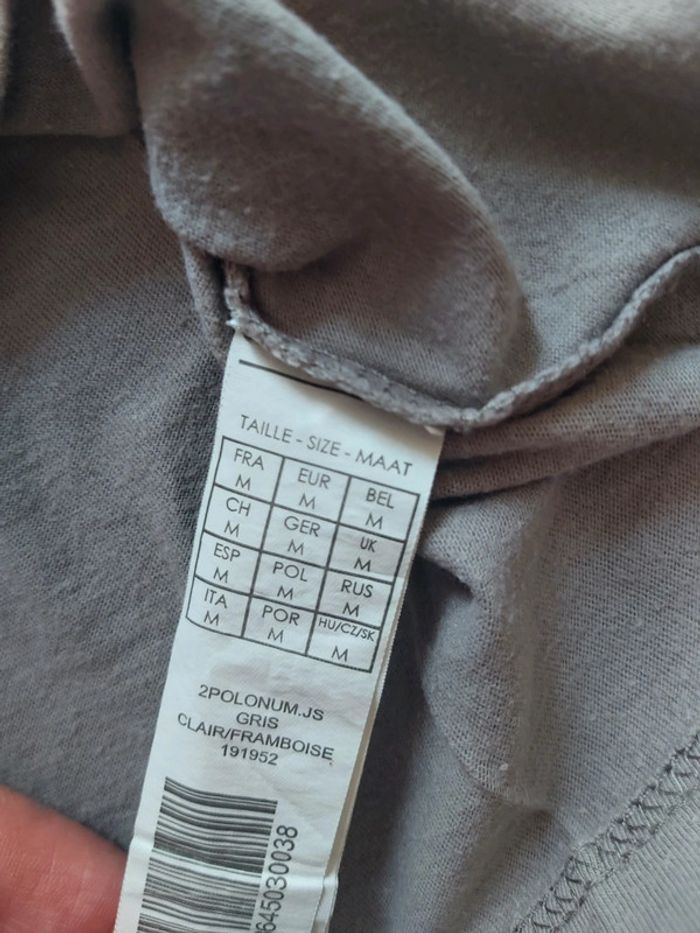 TAILLE - SIZE - MAAT
FRA EUR BEL
M M M
CH GER UK
M M M
ESP POL RUS
M M M
ITA POR HU/CZ/SK
M M M
2POLONUM.JS
GRIS
CLAIR/FRAMBOISE
191952
645030038